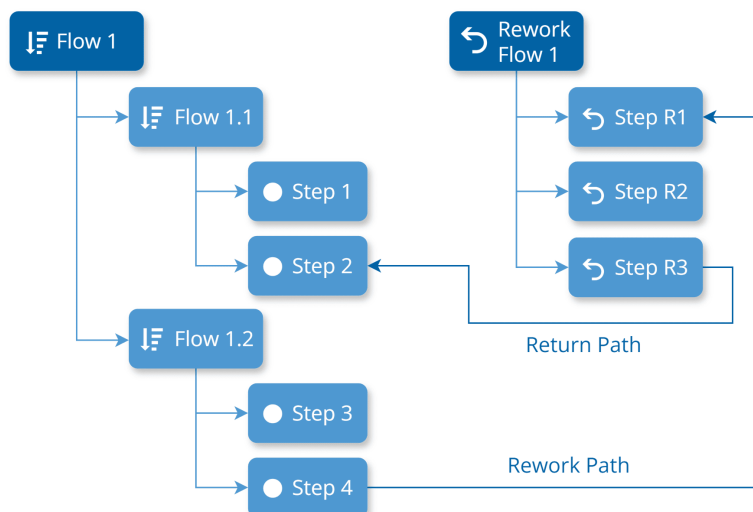 Flow 1
Rework
Flow 1
Flow 1.1
Step R1
Step 1
Step R2
Step 2
Step R3
Flow 1.2
Return Path
Step 3
Rework Path
Step 4